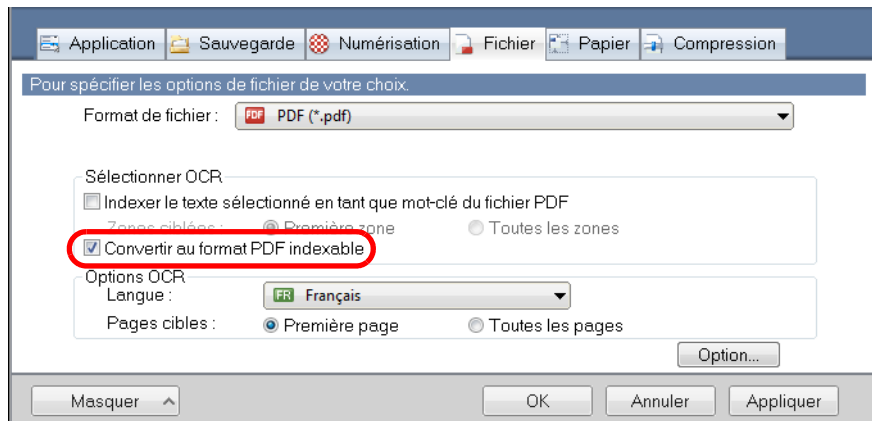 Application Sauvegarde Numérisation Fichier Papier Compression
Pour spécifier les options de fichier de votre choix.
Format de fichier : PDF PDF (*.pdf)
Sélectionner OCR
Indexer le texte sélectionné en tant que mot-clé du fichier PDF
Zones ciblées : Première zone Toutes les zones
Convertir au format PDF indexable
Options OCR
Langue : FR Français
Pages cibles : Première page Toutes les pages
Option...
Masquer OK Annuler Appliquer